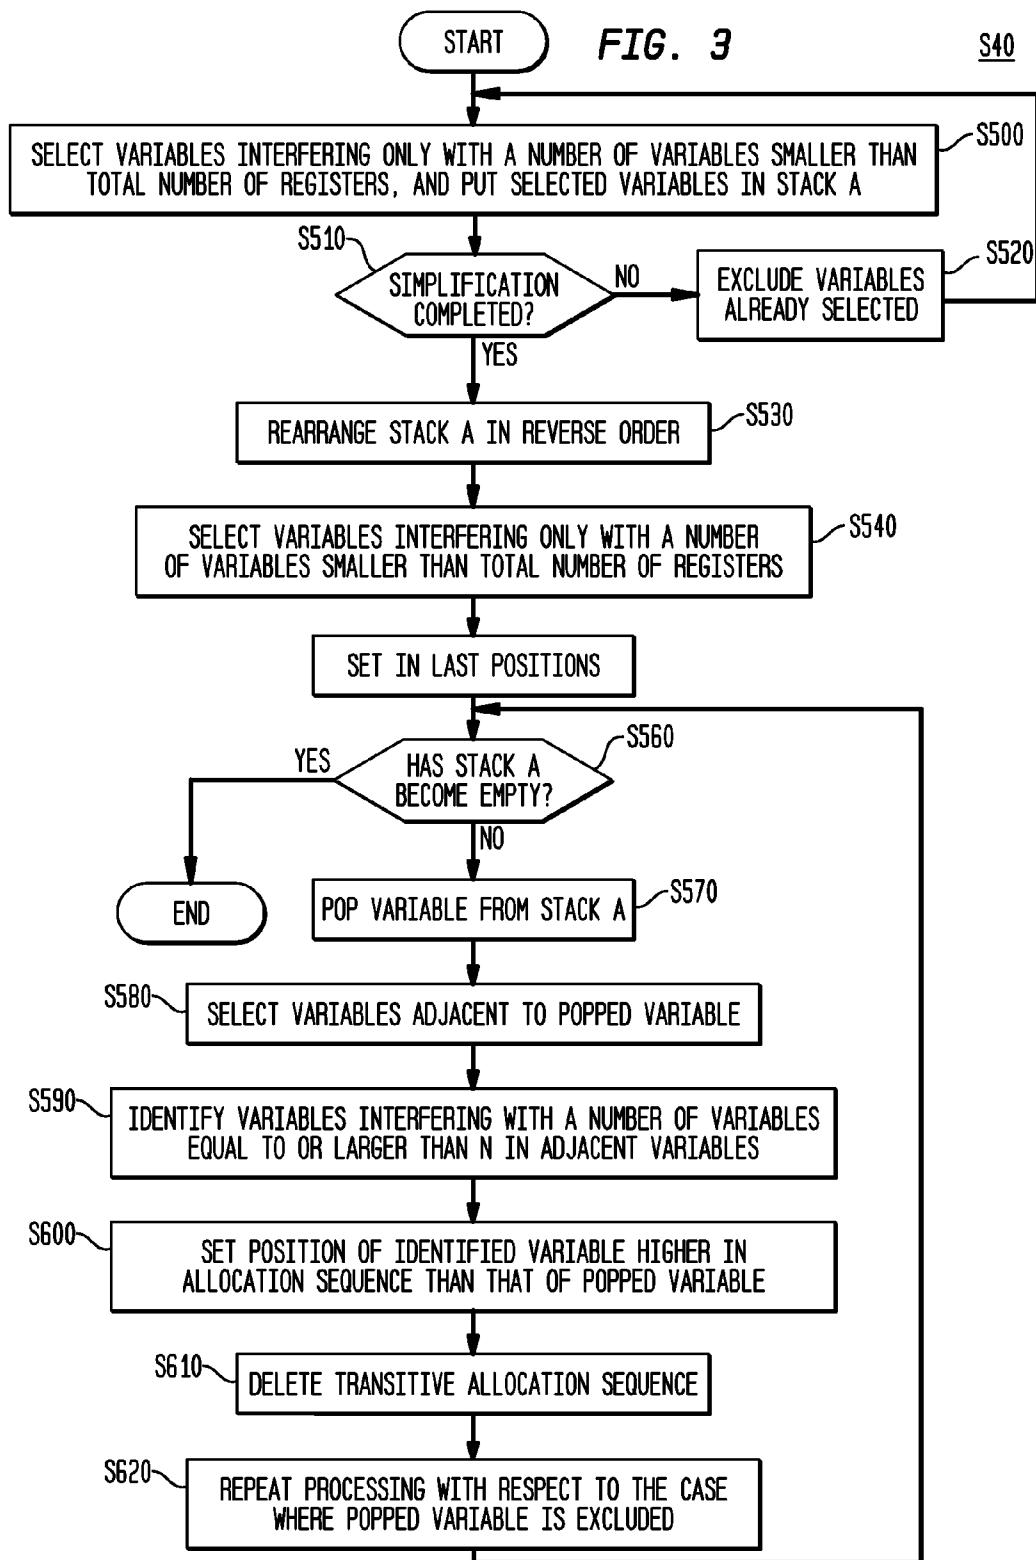 START
FIG. 3
S40
S500
SELECT VARIABLES INTERFERING ONLY WITH A NUMBER OF VARIABLES SMALLER THAN
TOTAL NUMBER OF REGISTERS, AND PUT SELECTED VARIABLES IN STACK A
S510
SIMPLIFICATION
COMPLETED?
NO
S520
EXCLUDE VARIABLES
ALREADY SELECTED
YES
S530
REARRANGE STACK A IN REVERSE ORDER
S540
SELECT VARIABLES INTERFERING ONLY WITH A NUMBER
OF VARIABLES SMALLER THAN TOTAL NUMBER OF REGISTERS
SET IN LAST POSITIONS
S560
YES
HAS STACK A
BECOME EMPTY?
NO
END
S570
POP VARIABLE FROM STACK A
S580
SELECT VARIABLES ADJACENT TO POPPED VARIABLE
S590
IDENTIFY VARIABLES INTERFERING WITH A NUMBER OF VARIABLES
EQUAL TO OR LARGER THAN N IN ADJACENT VARIABLES
S600
SET POSITION OF IDENTIFIED VARIABLE HIGHER IN
ALLOCATION SEQUENCE THAN THAT OF POPPED VARIABLE
S610
DELETE TRANSITIVE ALLOCATION SEQUENCE
S620
REPEAT PROCESSING WITH RESPECT TO THE CASE
WHERE POPPED VARIABLE IS EXCLUDED